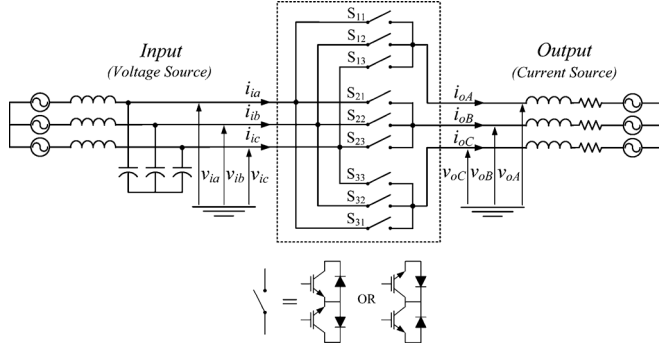 Input
(Voltage Source)
S11
S12
S13
S21
S22
S23
S33
S32
S31
Output
(Current Source)
iia
iib
iic
ioA
ioB
ioC
via vib vic
voC voB voA
= OR